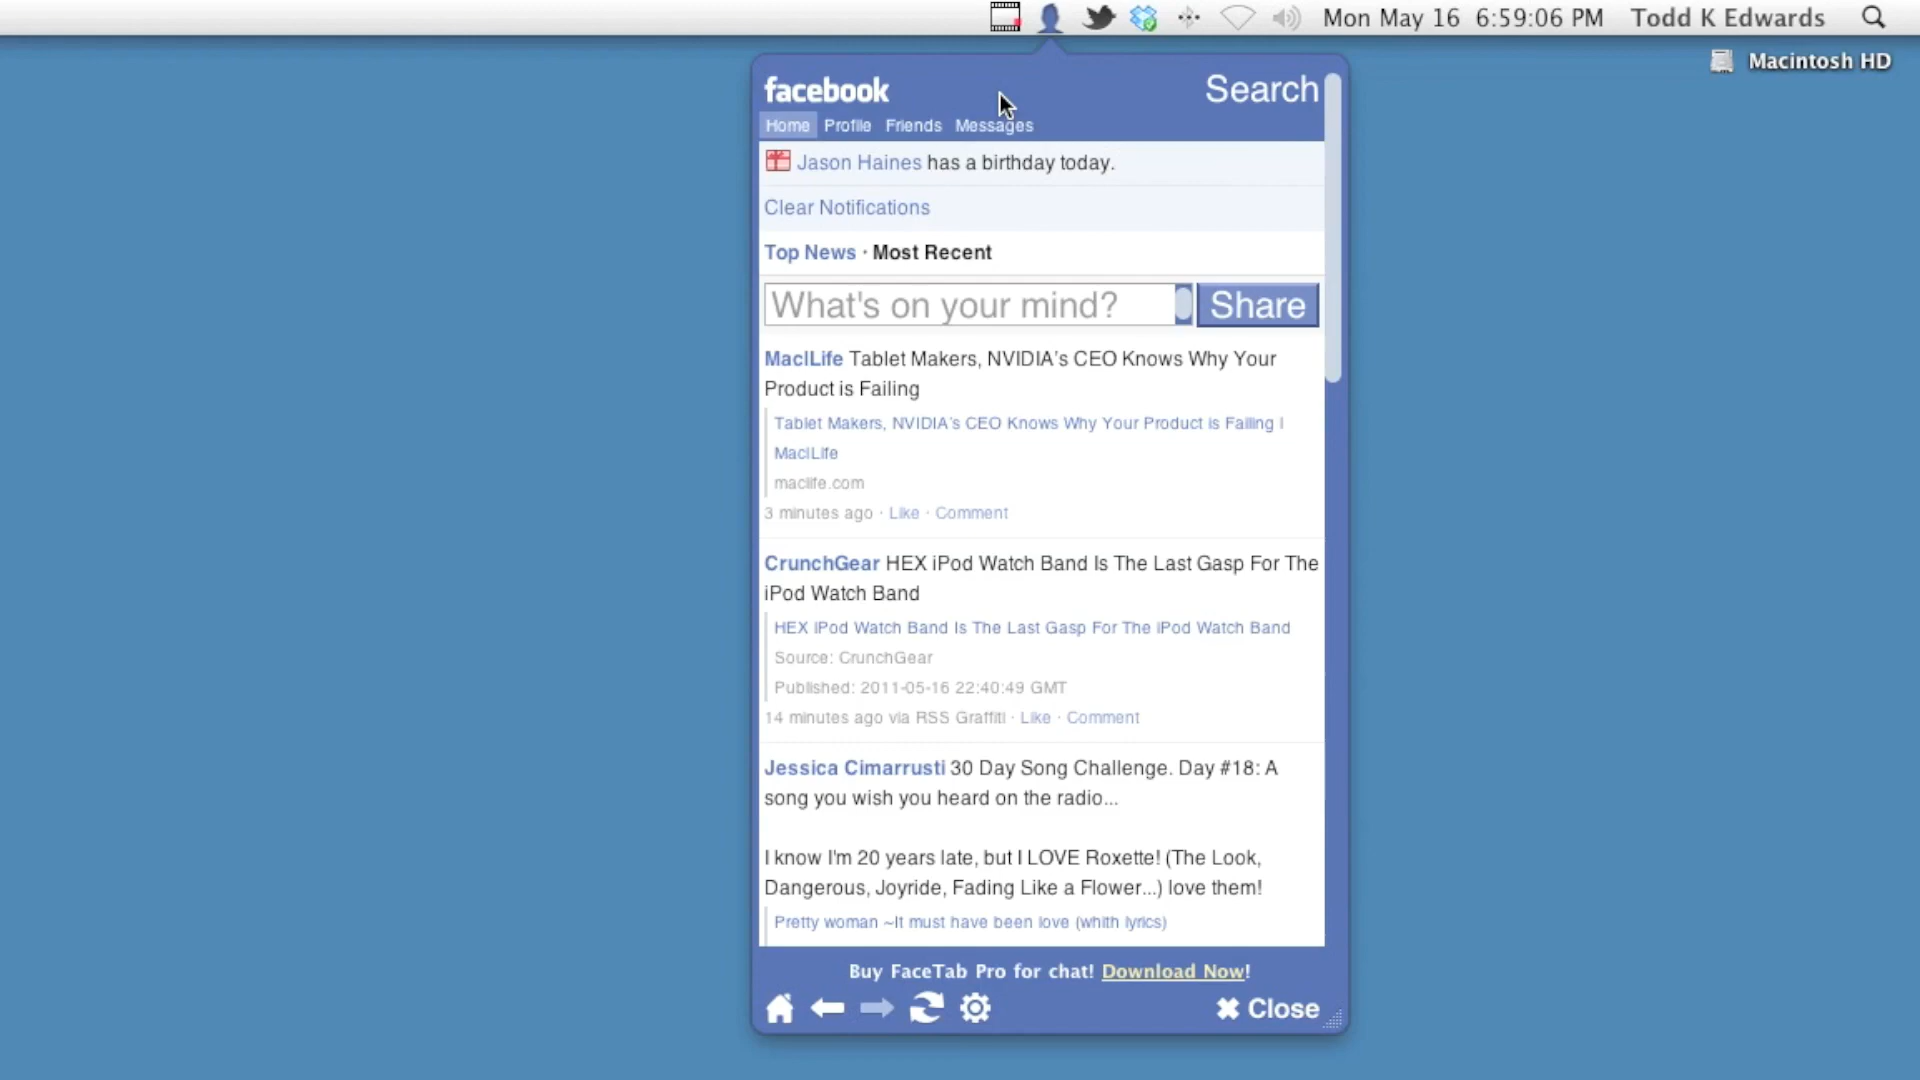 Mon May 16 6:59:06 PM Todd K Edwards
Macintosh HD
facebook
Search
Home Profile Friends Messages
Jason Haines has a birthday today.
Clear Notifications
Top News · Most Recent
What's on your mind? Share
Mac|Life Tablet Makers, NVIDIA's CEO Knows Why Your
Product is Failing
Tablet Makers, NVIDIA's CEO Knows Why Your Product is Failing |
Mac|Life
maclife.com
3 minutes ago · Like · Comment
CrunchGear HEX iPod Watch Band Is The Last Gasp For The
iPod Watch Band
HEX iPod Watch Band Is The Last Gasp For The iPod Watch Band
Source: CrunchGear
Published: 2011-05-16 22:40:49 GMT
14 minutes ago via RSS Graffiti · Like · Comment
Jessica Cimarrusti 30 Day Song Challenge. Day #18: A
song you wish you heard on the radio...
I know I'm 20 years late, but I LOVE Roxette! (The Look,
Dangerous, Joyride, Fading Like a Flower...) love them!
Pretty woman ~It must have been love (whith lyrics)
Buy FaceTab Pro for chat! Download Now!
Close